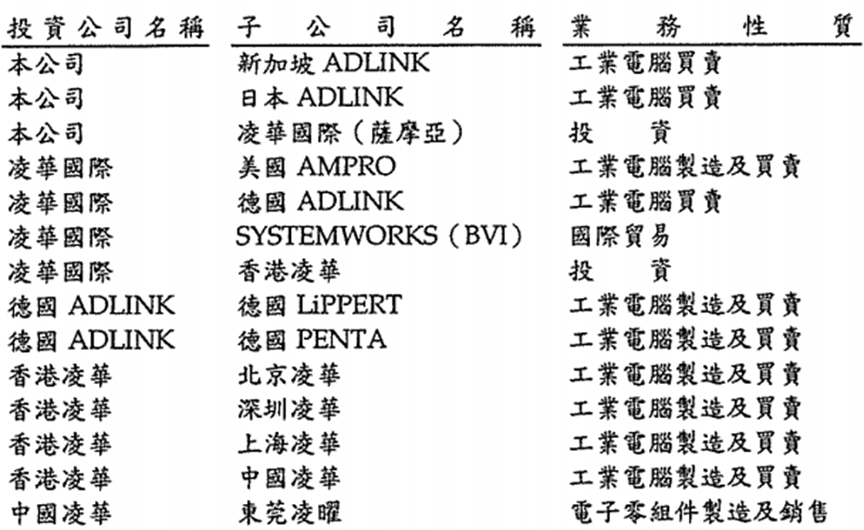 投資公司名稱 子公司名稱 業務性質
本公司 新加坡 ADLINK 工業電腦買賣
本公司 日本 ADLINK 工業電腦買賣
本公司 凌華國際（薩摩亞） 投資
凌華國際 美國 AMPRO 工業電腦製造及買賣
凌華國際 德國 ADLINK 工業電腦買賣
凌華國際 SYSTEMWORKS（BVI） 國際貿易
凌華國際 香港凌華 投資
德國 ADLINK 德國 LiPPERT 工業電腦製造及買賣
德國 ADLINK 德國 PENTA 工業電腦製造及買賣
香港凌華 北京凌華 工業電腦製造及買賣
香港凌華 深圳凌華 工業電腦製造及買賣
香港凌華 上海凌華 工業電腦製造及買賣
香港凌華 中國凌華 工業電腦製造及買賣
中國凌華 東莞凌曜 電子零組件製造及銷售